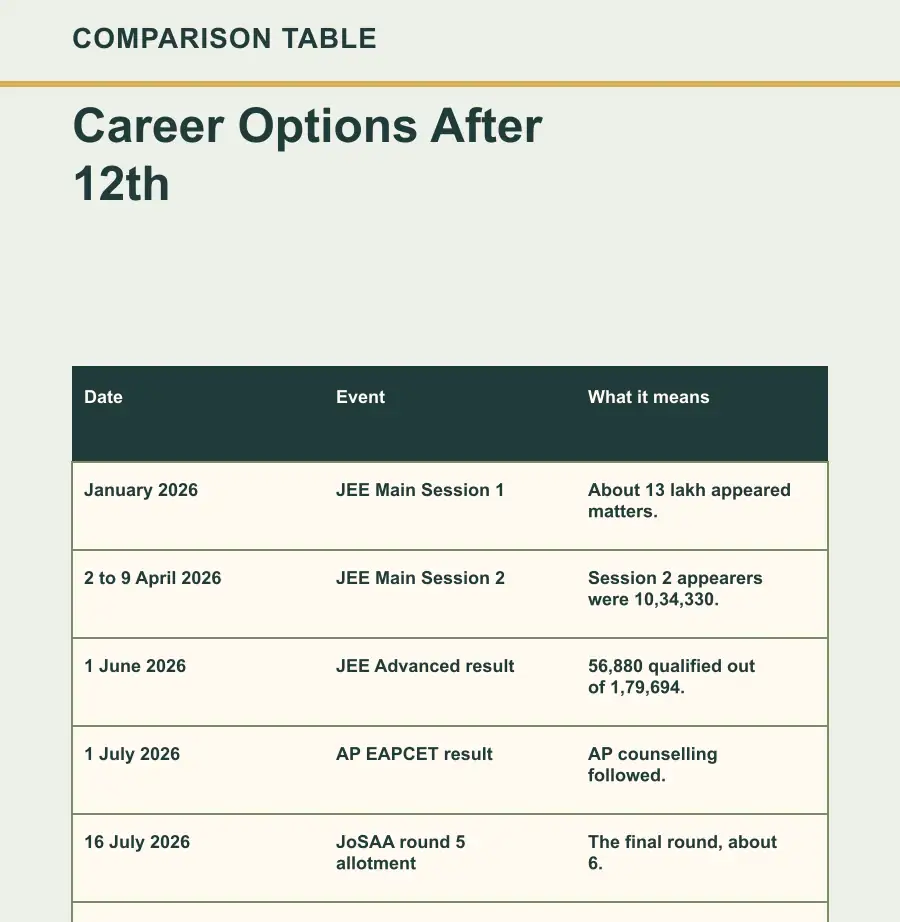 COMPARISON TABLE
Career Options After
12th
Date Event What it means
January 2026 JEE Main Session 1 About 13 lakh appeared
matters.
2 to 9 April 2026 JEE Main Session 2 Session 2 appearers
were 10,34,330.
1 June 2026 JEE Advanced result 56,880 qualified out
of 1,79,694.
1 July 2026 AP EAPCET result AP counselling
followed.
16 July 2026 JoSAA round 5 The final round, about
allotment 6.